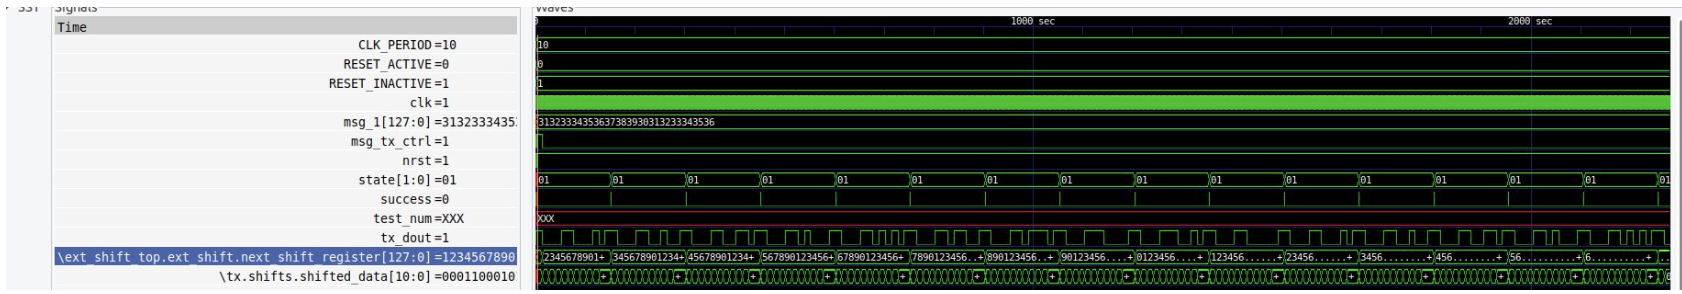 SST Signals Waves
Time 0 1000 sec 2000 sec
CLK_PERIOD=10 10
RESET_ACTIVE=0 0
RESET_INACTIVE=1 1
clk=1
msg_1[127:0]=3132333435: 31323334353637383930313233343536
msg_tx_ctrl=1
nrst=1
state[1:0]=01 01 01 01 01 01 01 01 01 01 01 01 01 01 01 01 01
success=0
test_num=XXX XXX
tx_dout=1
\ext_shift_top.ext_shift.next_shift_register[127:0]=1234567890 2345678901+ 345678901234+ 45678901234+ 567890123456+ 67890123456+ 7890123456..+ 890123456..+ 90123456....+ 0123456....+ 123456......+ 23456.....+ 3456.......+ 456........+ 56.........+ 6..........+ ..
\tx.shifts.shifted_data[10:0]=0001100010 + + + + + + + + + + + + + + +